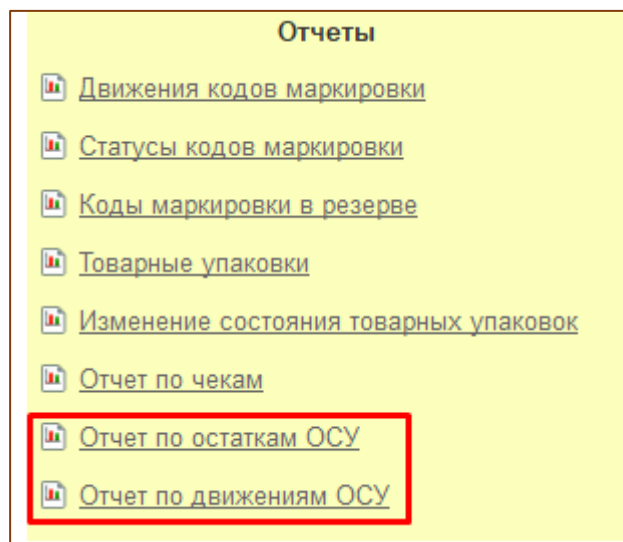 Отчеты
Движения кодов маркировки
Статусы кодов маркировки
Коды маркировки в резерве
Товарные упаковки
Изменение состояния товарных упаковок
Отчет по чекам
Отчет по остаткам ОСУ
Отчет по движениям ОСУ